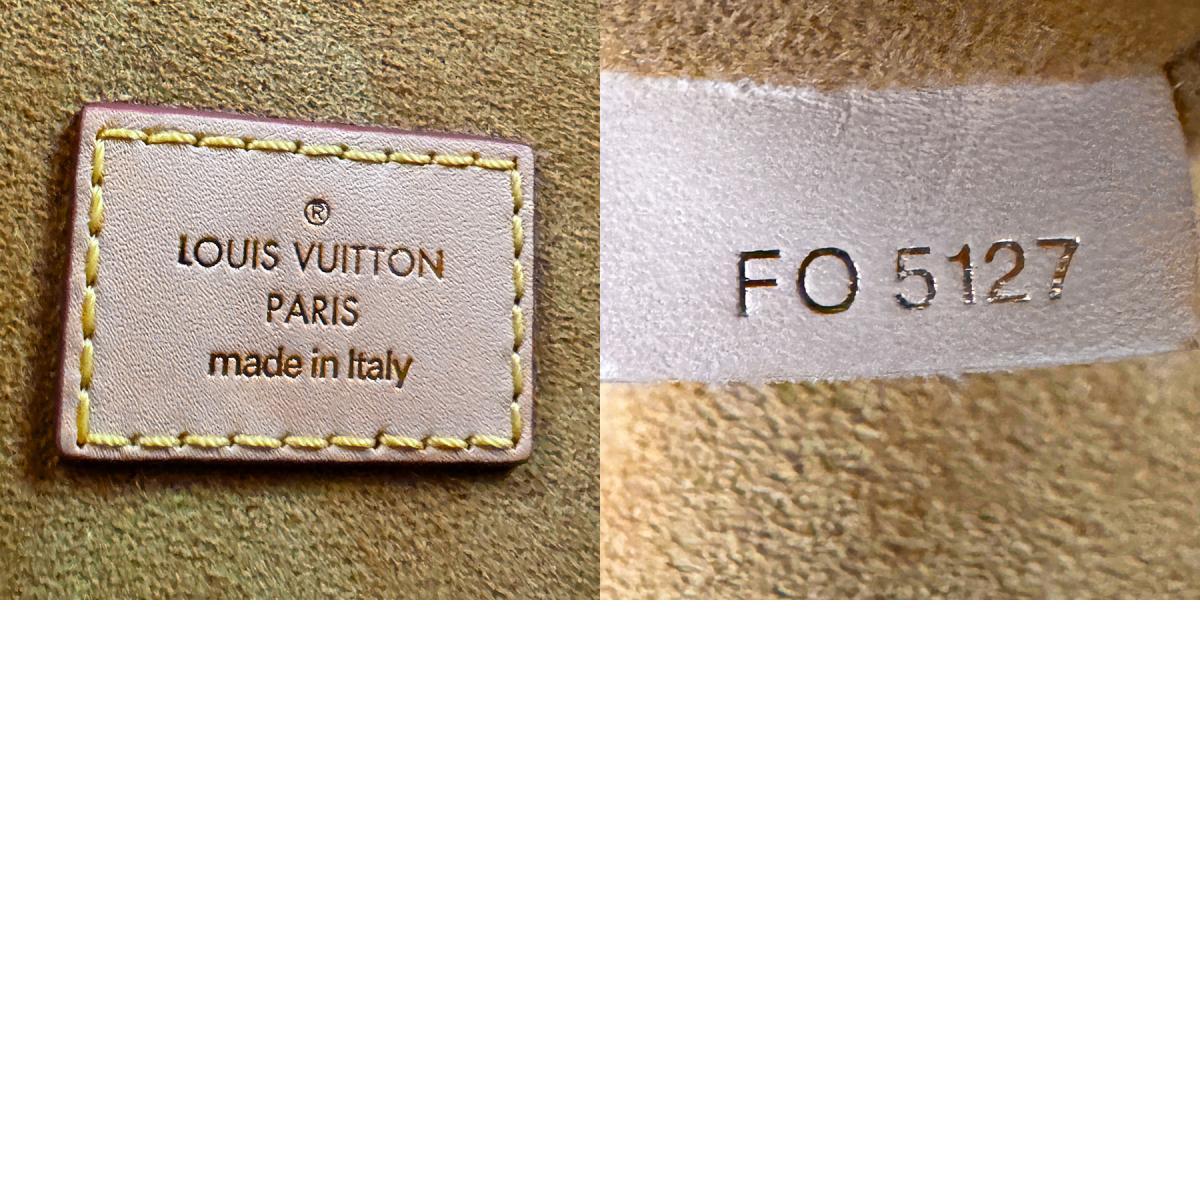 ®
LOUIS VUITTON
PARIS
made in Italy
FO 5127